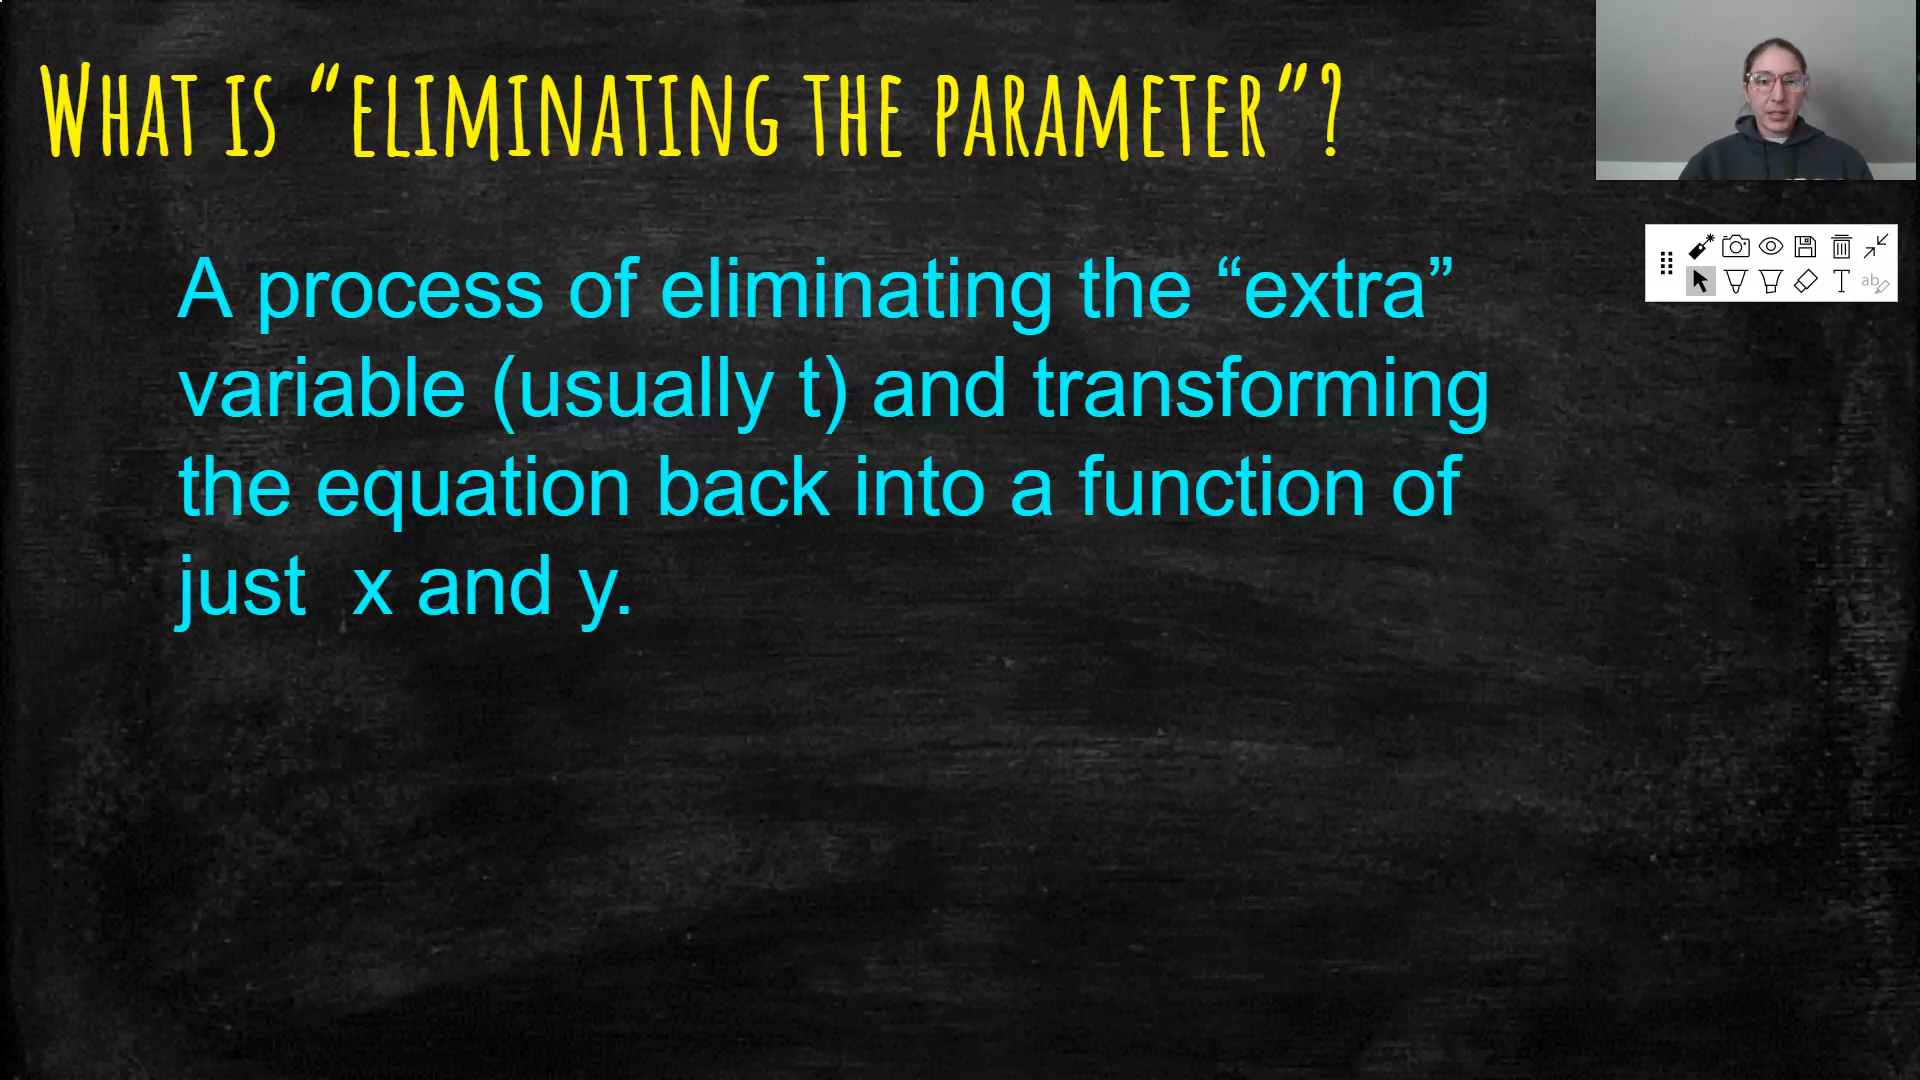 What is “eliminating the parameter”?
A process of eliminating the “extra”
variable (usually t) and transforming
the equation back into a function of
just  x and y.
T
ab